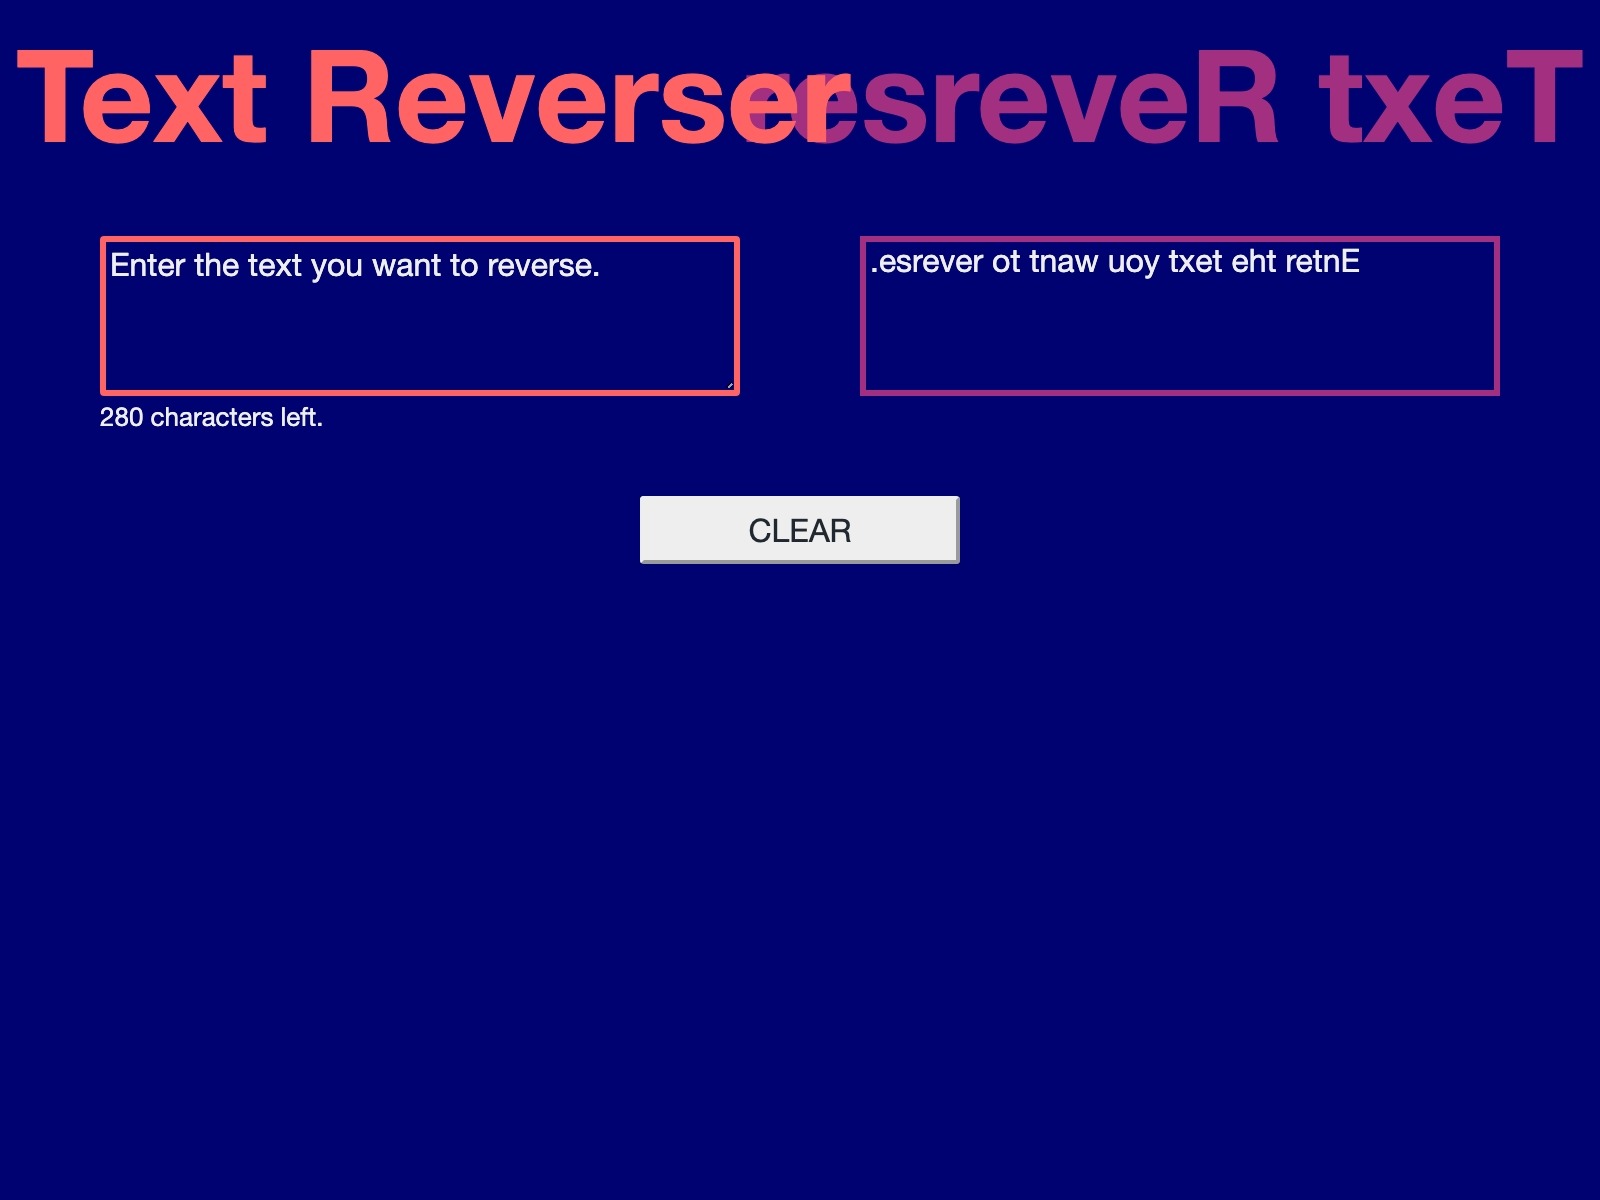 Text Reverser resreveR txeT
Enter the text you want to reverse.
.esrever ot tnaw uoy txet eht retnE
280 characters left.
CLEAR